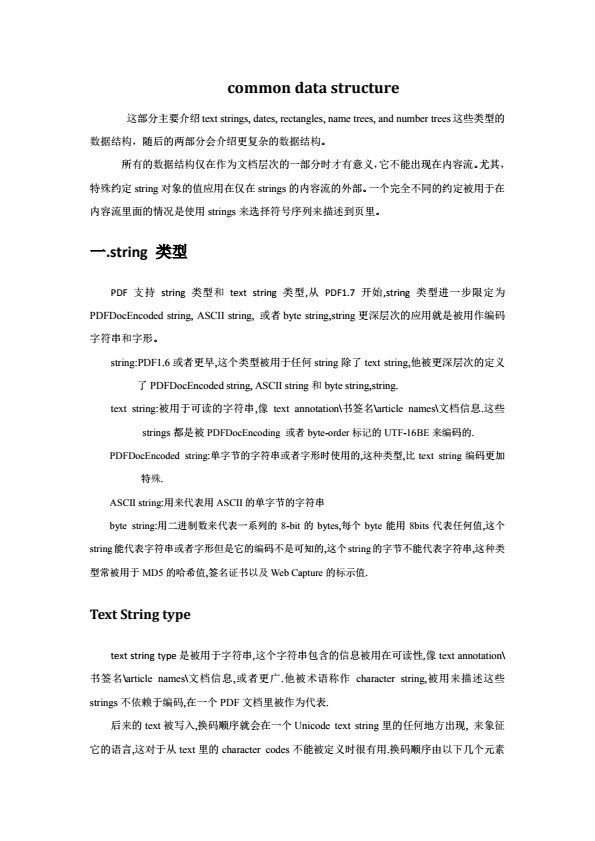 common data structure
这部分主要介绍 text strings, dates, rectangles, name trees, and number trees 这些类型的
数据结构，随后的两部分会介绍更复杂的数据结构。
所有的数据结构仅在作为文档层次的一部分时才有意义,它不能出现在内容流。尤其，
特殊约定 string 对象的值应用在仅在 strings 的内容流的外部。一个完全不同的约定被用于在
内容流里面的情况是使用 strings 来选择符号序列来描述到页里。
一.string 类型
PDF 支持 string 类型和 text string 类型,从 PDF1.7 开始,string 类型进一步限定为
PDFDocEncoded string, ASCII string, 或者 byte string,string 更深层次的应用就是被用作编码
字符串和字形。
string:PDF1.6 或者更早,这个类型被用于任何 string 除了 text string,他被更深层次的定义
了 PDFDocEncoded string, ASCII string 和 byte string,string.
text string:被用于可读的字符串,像 text annotation\书签名\article names\文档信息.这些
strings 都是被 PDFDocEncoding 或者 byte-order 标记的 UTF-16BE 来编码的.
PDFDocEncoded string:单字节的字符串或者字形时使用的,这种类型,比 text string 编码更加
特殊.
ASCII string:用来代表用 ASCII 的单字节的字符串
byte string:用二进制数来代表一系列的 8-bit 的 bytes,每个 byte 能用 8bits 代表任何值,这个
string 能代表字符串或者字形但是它的编码不是可知的,这个 string 的字节不能代表字符串,这种类
型常被用于 MD5 的哈希值,签名证书以及 Web Capture 的标示值.
Text String type
text string type 是被用于字符串,这个字符串包含的信息被用在可读性,像 text annotation\
书签名\article names\文档信息,或者更广.他被术语称作 character string,被用来描述这些
strings 不依赖于编码,在一个 PDF 文档里被作为代表.
后来的 text 被写入,换码顺序就会在一个 Unicode text string 里的任何地方出现, 来象征
它的语言,这对于从 text 里的 character codes 不能被定义时很有用.换码顺序由以下几个元素